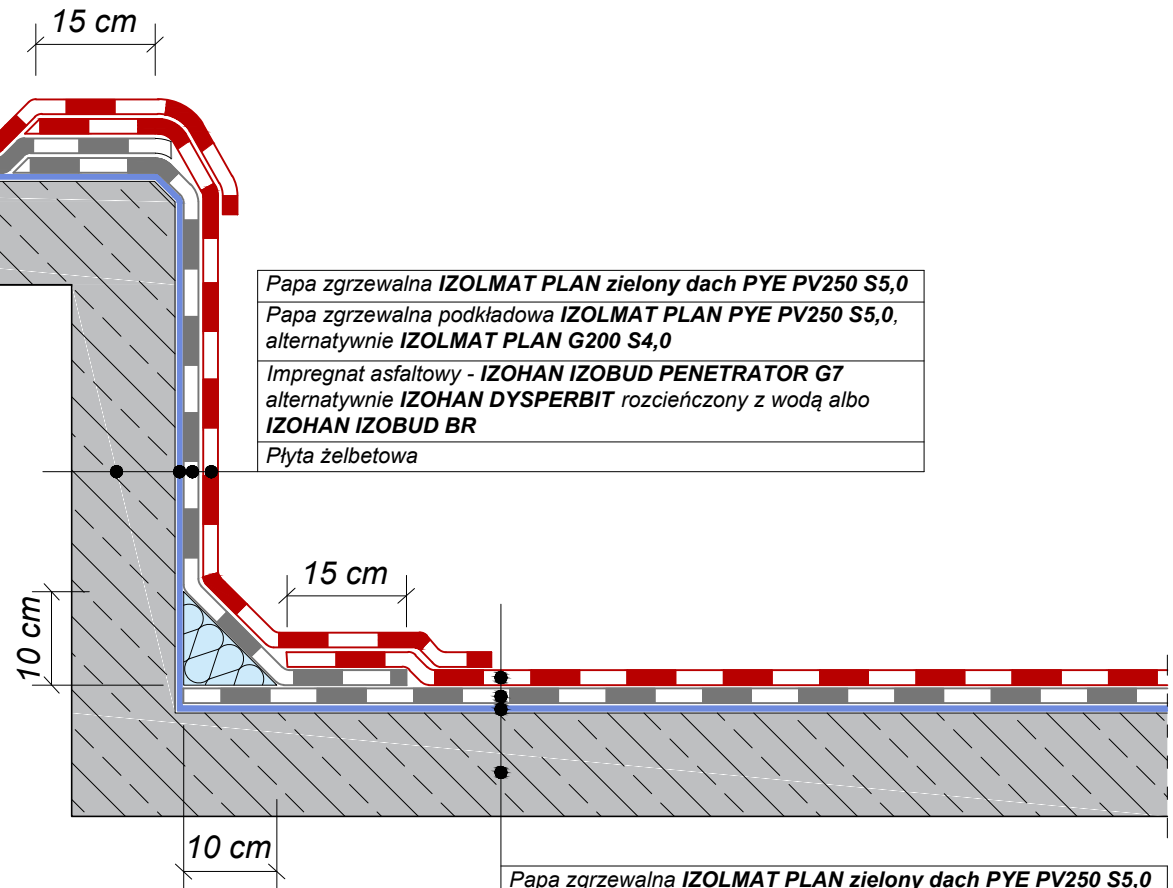 15 cm
Papa zgrzewalna IZOLMAT PLAN zielony dach PYE PV250 S5,0
Papa zgrzewalna podkładowa IZOLMAT PLAN PYE PV250 S5,0,
alternatywnie IZOLMAT PLAN G200 S4,0
Impregnat asfaltowy - IZOHAN IZOBUD PENETRATOR G7
alternatywnie IZOHAN DYSPERBIT rozcieńczony z wodą albo
IZOHAN IZOBUD BR
Płyta żelbetowa
15 cm
10 cm
10 cm
Papa zgrzewalna IZOLMAT PLAN zielony dach PYE PV250 S5,0